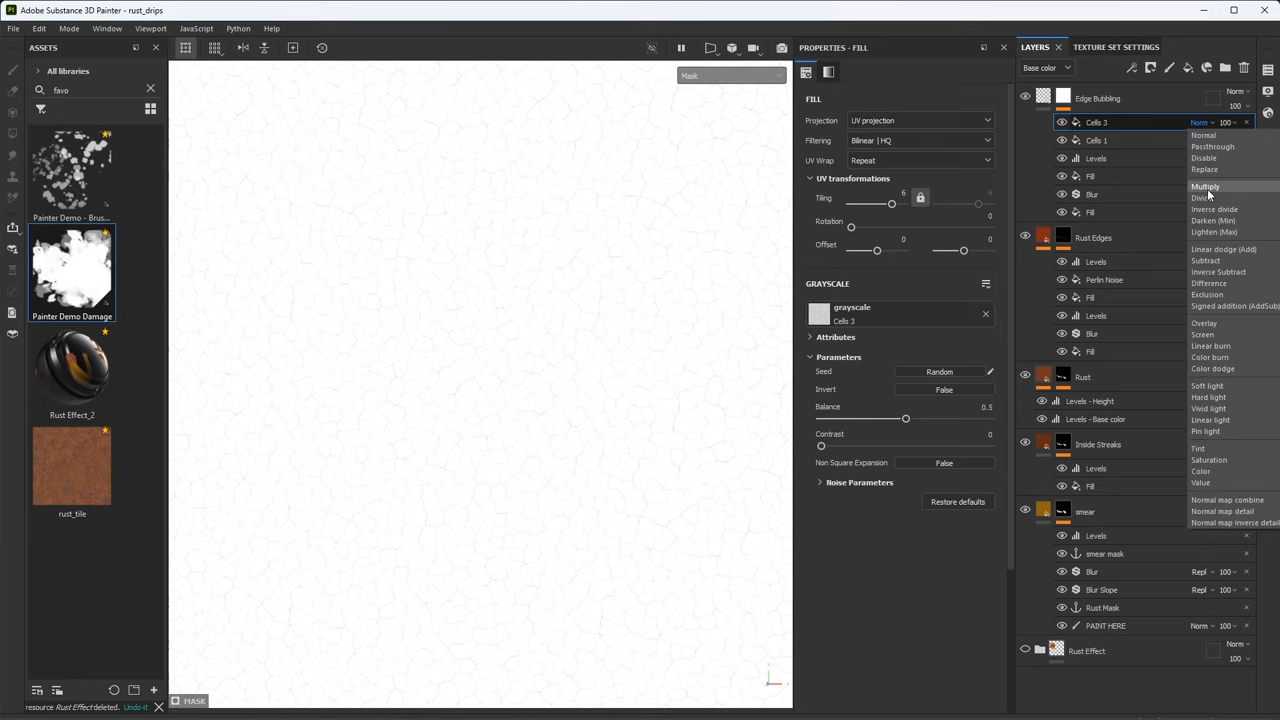 Adobe Substance 3D Painter - rust_drips
File Edit Mode Window Viewport JavaScript Python Help
ASSETS
All libraries
favo
Painter Demo - Brus...
Painter Demo Damage
Rust Effect_2
rust_tile
resource Rust Effect deleted. Undo-it
Mask
MASK
PROPERTIES - FILL
FILL
Projection UV projection
Filtering Bilinear | HQ
UV Wrap Repeat
UV transformations
Tiling 6 6
Rotation 0
Offset 0 0
GRAYSCALE
grayscale
Cells 3
Attributes
Parameters
Seed Random
Invert False
Balance 0.5
Contrast 0
Non Square Expansion False
Noise Parameters
Restore defaults
LAYERS TEXTURE SET SETTINGS
Base color
Edge Bubbling Norm
100
Cells 3 Norm 100
Cells 1
Levels
Fill
Blur
Fill
Rust Edges
Levels
Perlin Noise
Fill
Levels
Blur
Fill
Rust
Levels - Height
Levels - Base color
Inside Streaks
Levels
Fill
smear
Levels
smear mask
Blur Repl 100
Blur Slope Repl 100
Rust Mask
PAINT HERE Norm 100
Rust Effect Norm
100
Normal
Passthrough
Disable
Replace
Multiply
Inverse divide
Darken (Min)
Lighten (Max)
Linear dodge (Add)
Subtract
Inverse Subtract
Difference
Exclusion
Signed addition (AddSub)
Overlay
Screen
Linear burn
Color burn
Color dodge
Soft light
Hard light
Vivid light
Linear light
Pin light
Tint
Saturation
Color
Value
Normal map combine
Normal map detail
Normal map inverse detail